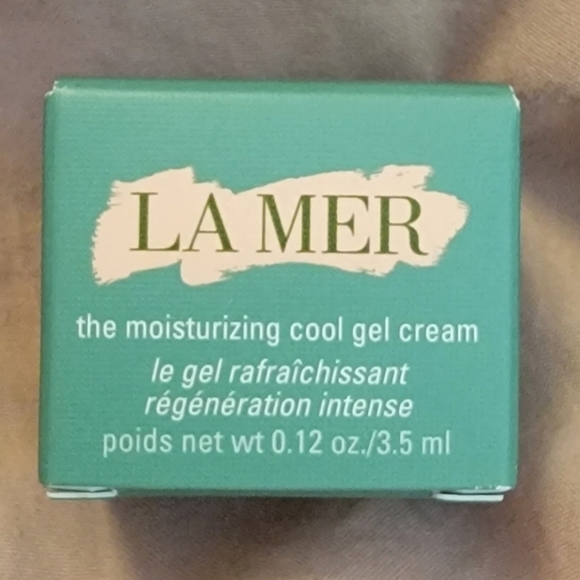 LA MER
the moisturizing cool gel cream
le gel rafraîchissant
régénération intense
poids net wt 0.12 oz./3.5 ml